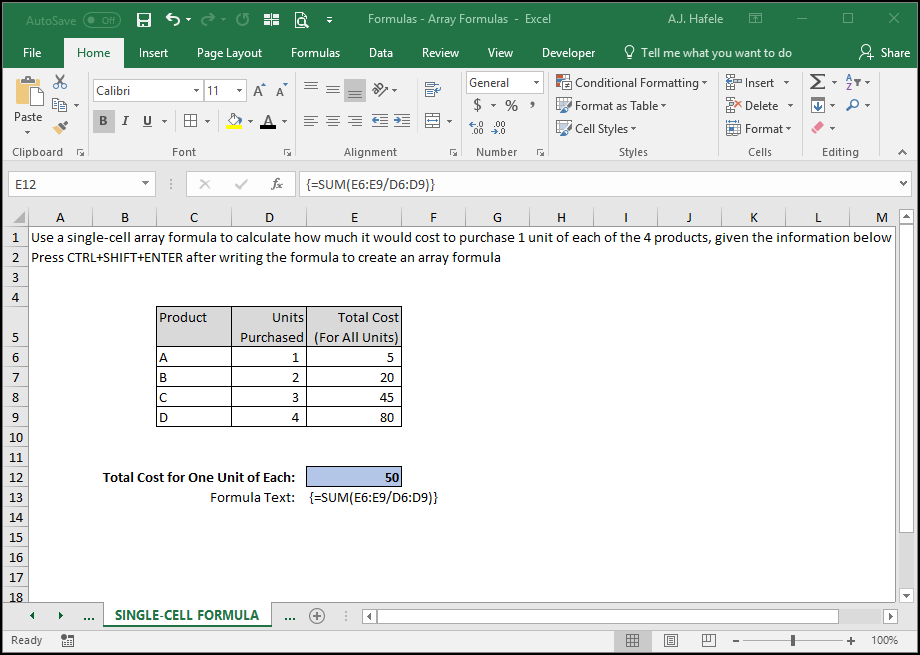 AutoSave Off Formulas - Array Formulas - Excel A.J. Hafele
File Home Insert Page Layout Formulas Data Review View Developer Tell me what you want to do Share
Paste
Calibri 11
B I U A
General
$ % ,
Conditional Formatting
Format as Table
Cell Styles
Insert
Delete
Format
Clipboard Font Alignment Number Styles Cells Editing
E12 fx {=SUM(E6:E9/D6:D9)}
A B C D E F G H I J K L M
1 Use a single-cell array formula to calculate how much it would cost to purchase 1 unit of each of the 4 products, given the information below
2 Press CTRL+SHIFT+ENTER after writing the formula to create an array formula
3
4
Product Units Total Cost
5 Purchased (For All Units)
6 A 1 5
7 B 2 20
8 C 3 45
9 D 4 80
10
11
12 Total Cost for One Unit of Each: 50
13 Formula Text: {=SUM(E6:E9/D6:D9)}
14
15
16
17
18
... SINGLE-CELL FORMULA ...
Ready 100%